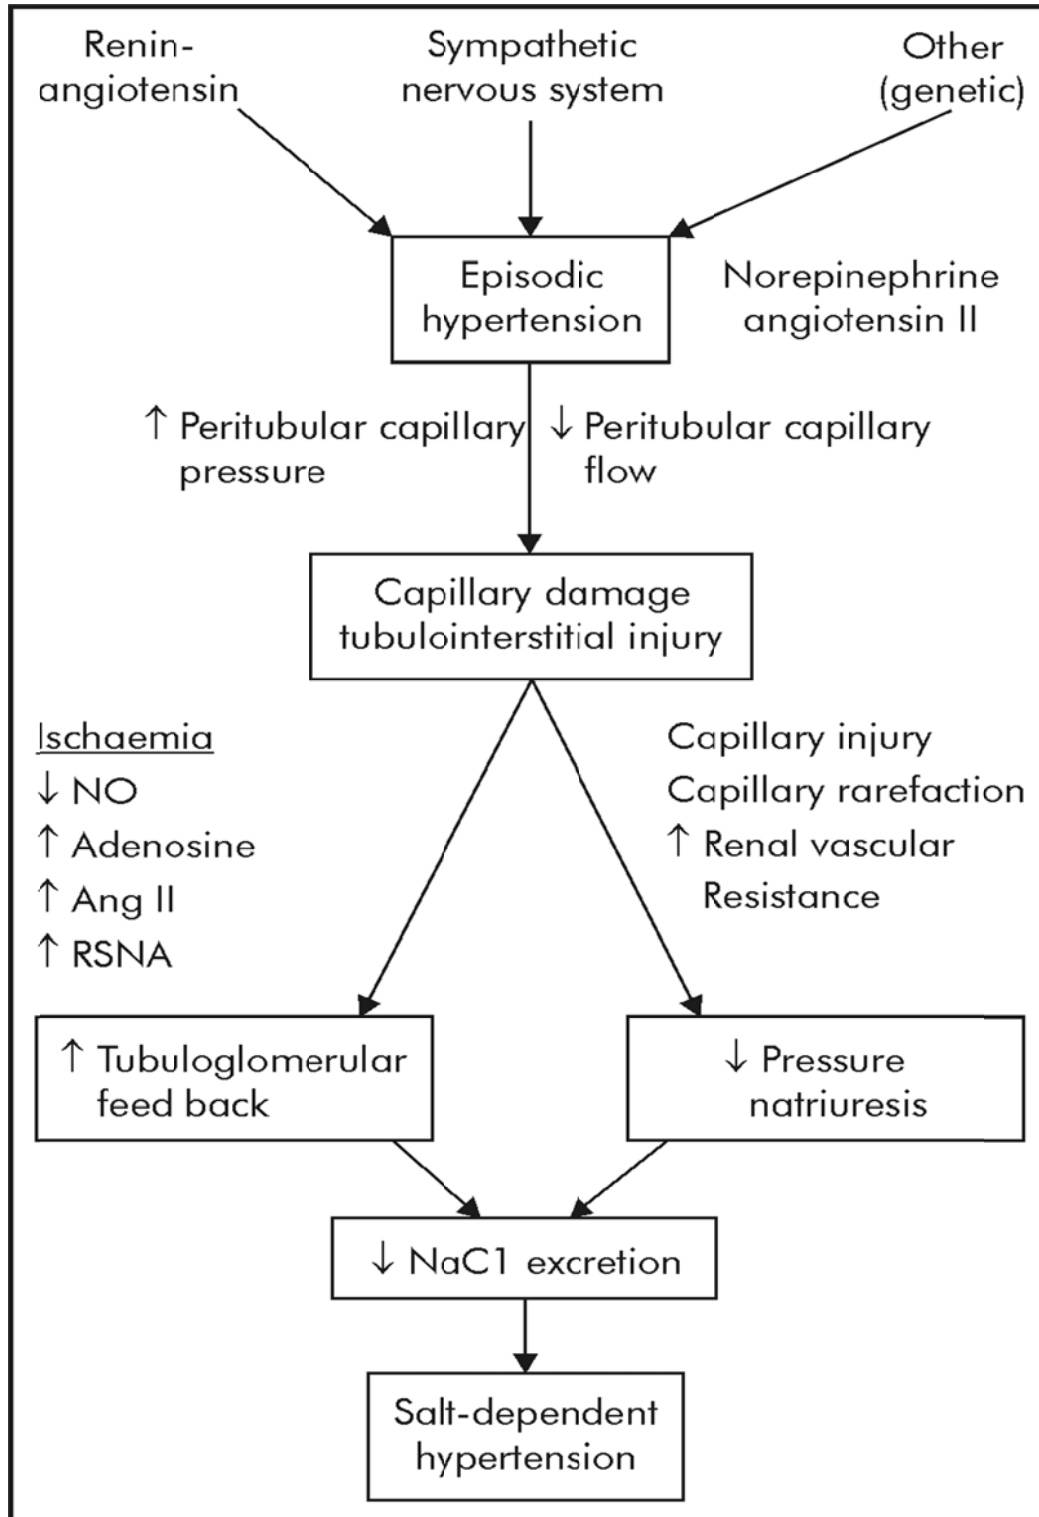 Renin-
angiotensin
Sympathetic
nervous system
Other
(genetic)
Episodic
hypertension
Norepinephrine
angiotensin II
↑ Peritubular capillary
pressure
↓ Peritubular capillary
flow
Capillary damage
tubulointerstitial injury
Ischaemia
↓ NO
↑ Adenosine
↑ Ang II
↑ RSNA
Capillary injury
Capillary rarefaction
↑ Renal vascular
Resistance
↑ Tubuloglomerular
feed back
↓ Pressure
natriuresis
↓ NaC1 excretion
Salt-dependent
hypertension